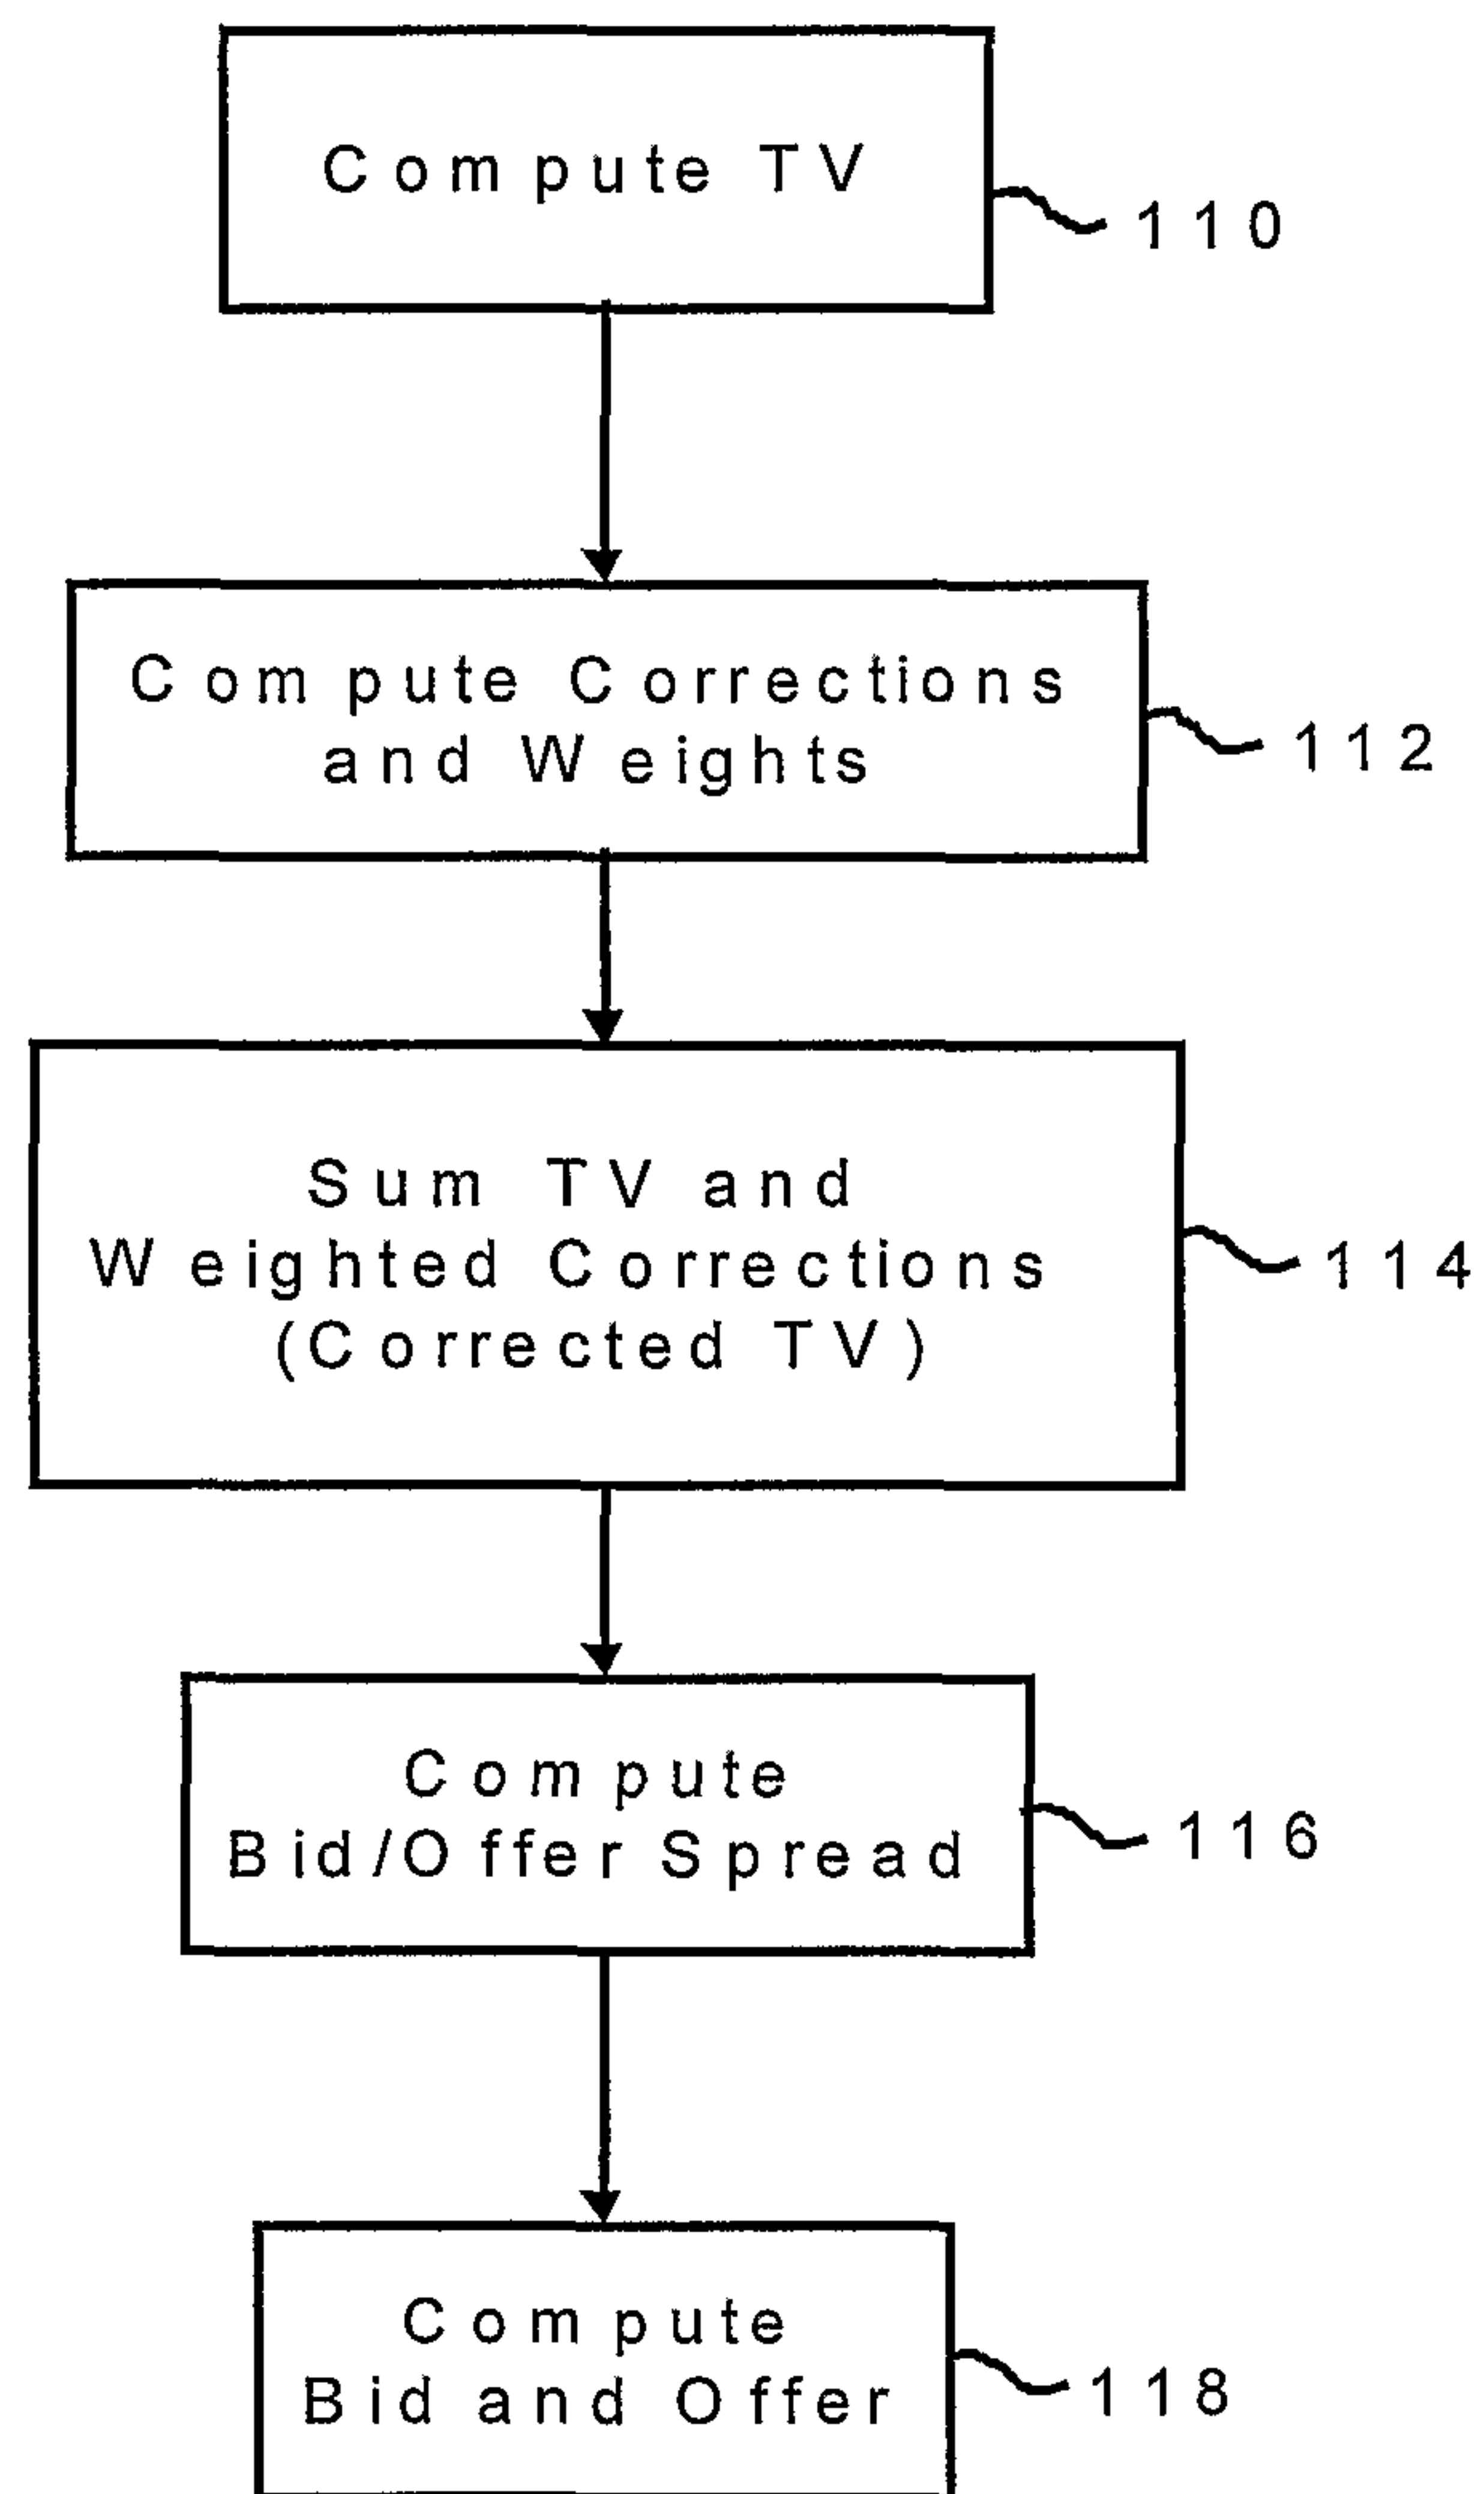 Compute TV
110
Compute Corrections
and Weights
112
Sum TV and
Weighted Corrections
(Corrected TV)
114
Compute
Bid/Offer Spread
116
Compute
Bid and Offer
118